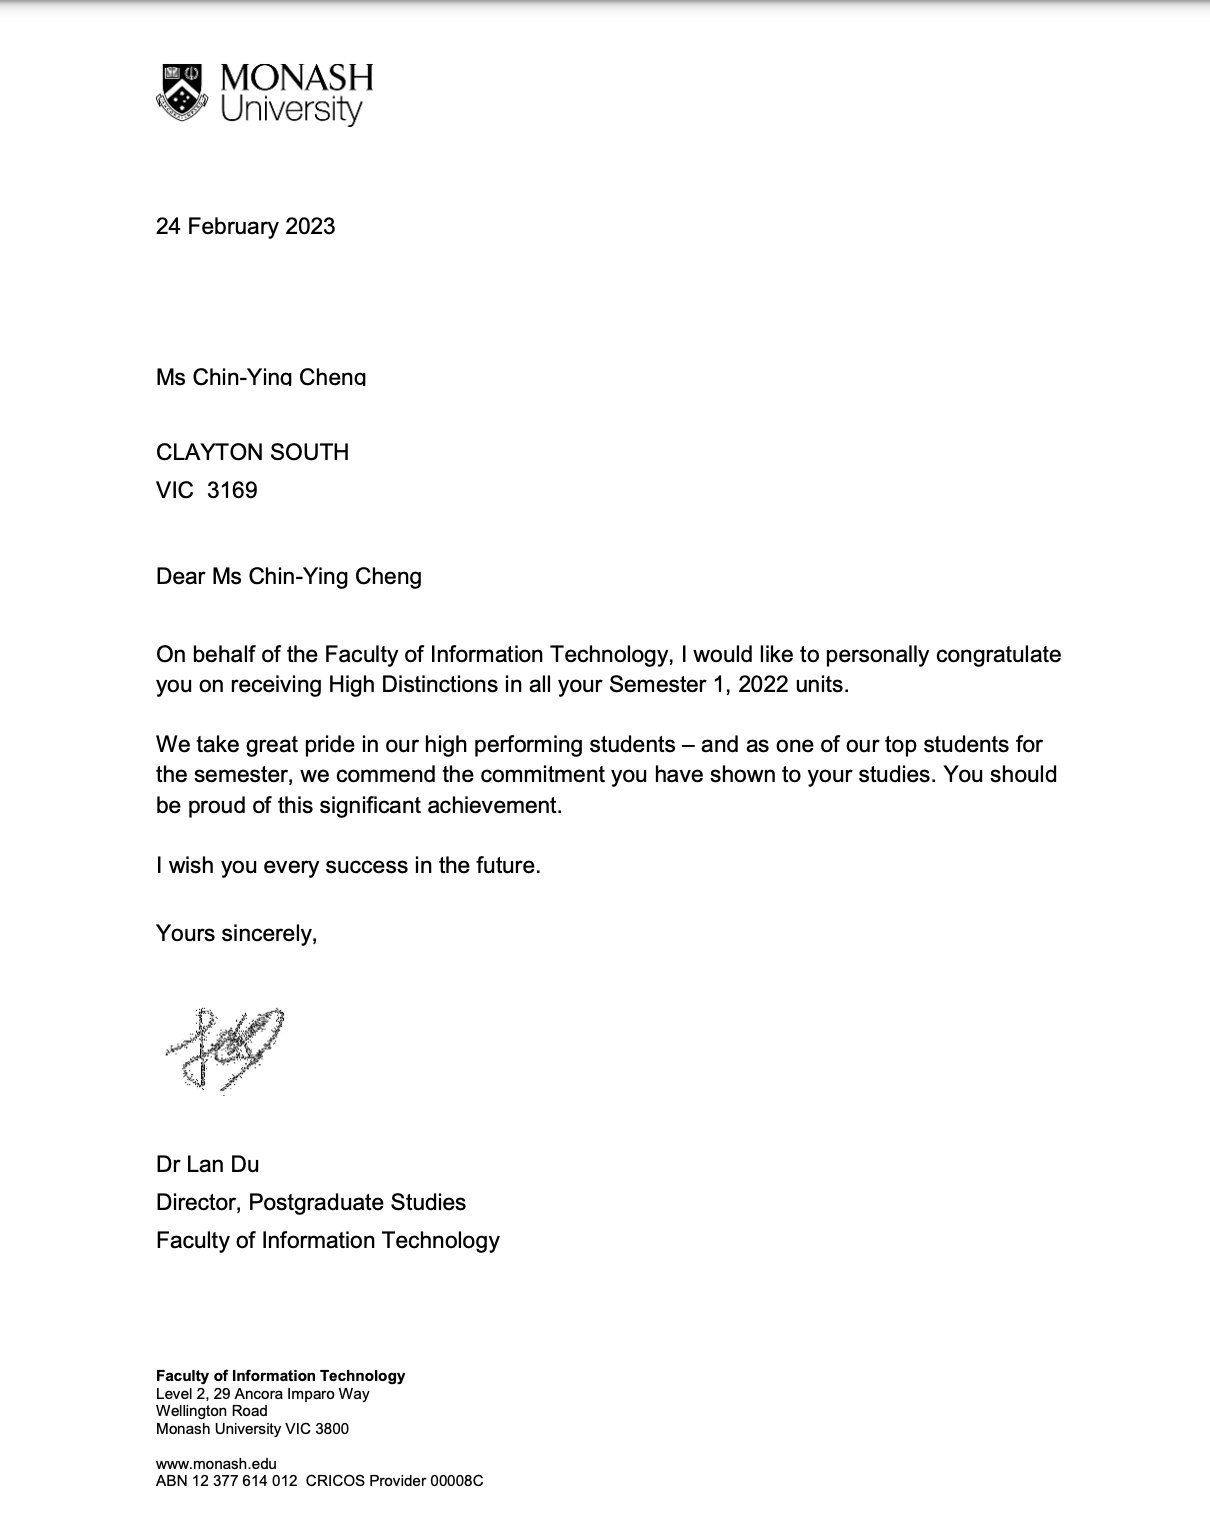 MONASH
University
24 February 2023
Ms Chin-Ying Cheng
CLAYTON SOUTH
VIC  3169
Dear Ms Chin-Ying Cheng
On behalf of the Faculty of Information Technology, I would like to personally congratulate
you on receiving High Distinctions in all your Semester 1, 2022 units.
We take great pride in our high performing students – and as one of our top students for
the semester, we commend the commitment you have shown to your studies. You should
be proud of this significant achievement.
I wish you every success in the future.
Yours sincerely,
Dr Lan Du
Director, Postgraduate Studies
Faculty of Information Technology
Faculty of Information Technology
Level 2, 29 Ancora Imparo Way
Wellington Road
Monash University VIC 3800
www.monash.edu
ABN 12 377 614 012  CRICOS Provider 00008C